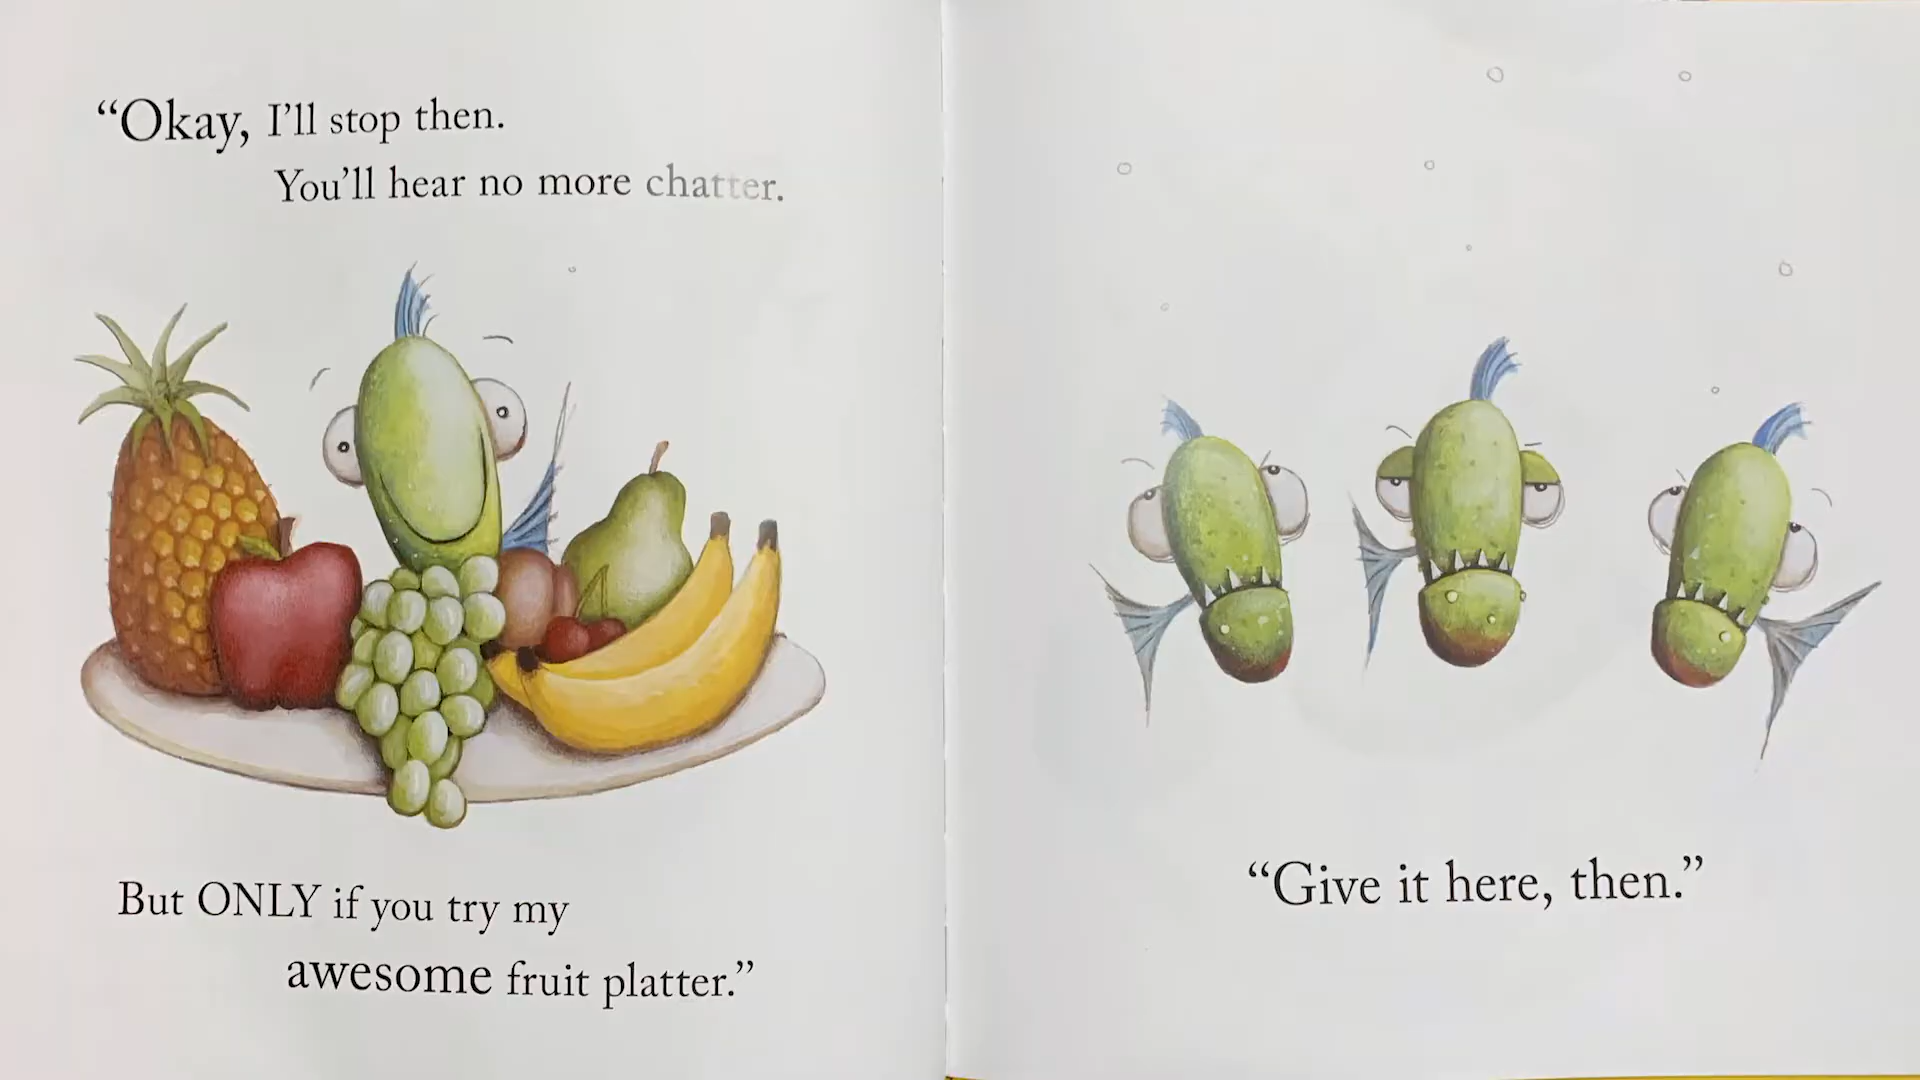 “Okay, I’ll stop then.
You’ll hear no more chatter.
But ONLY if you try my
awesome fruit platter.”
“Give it here, then.”